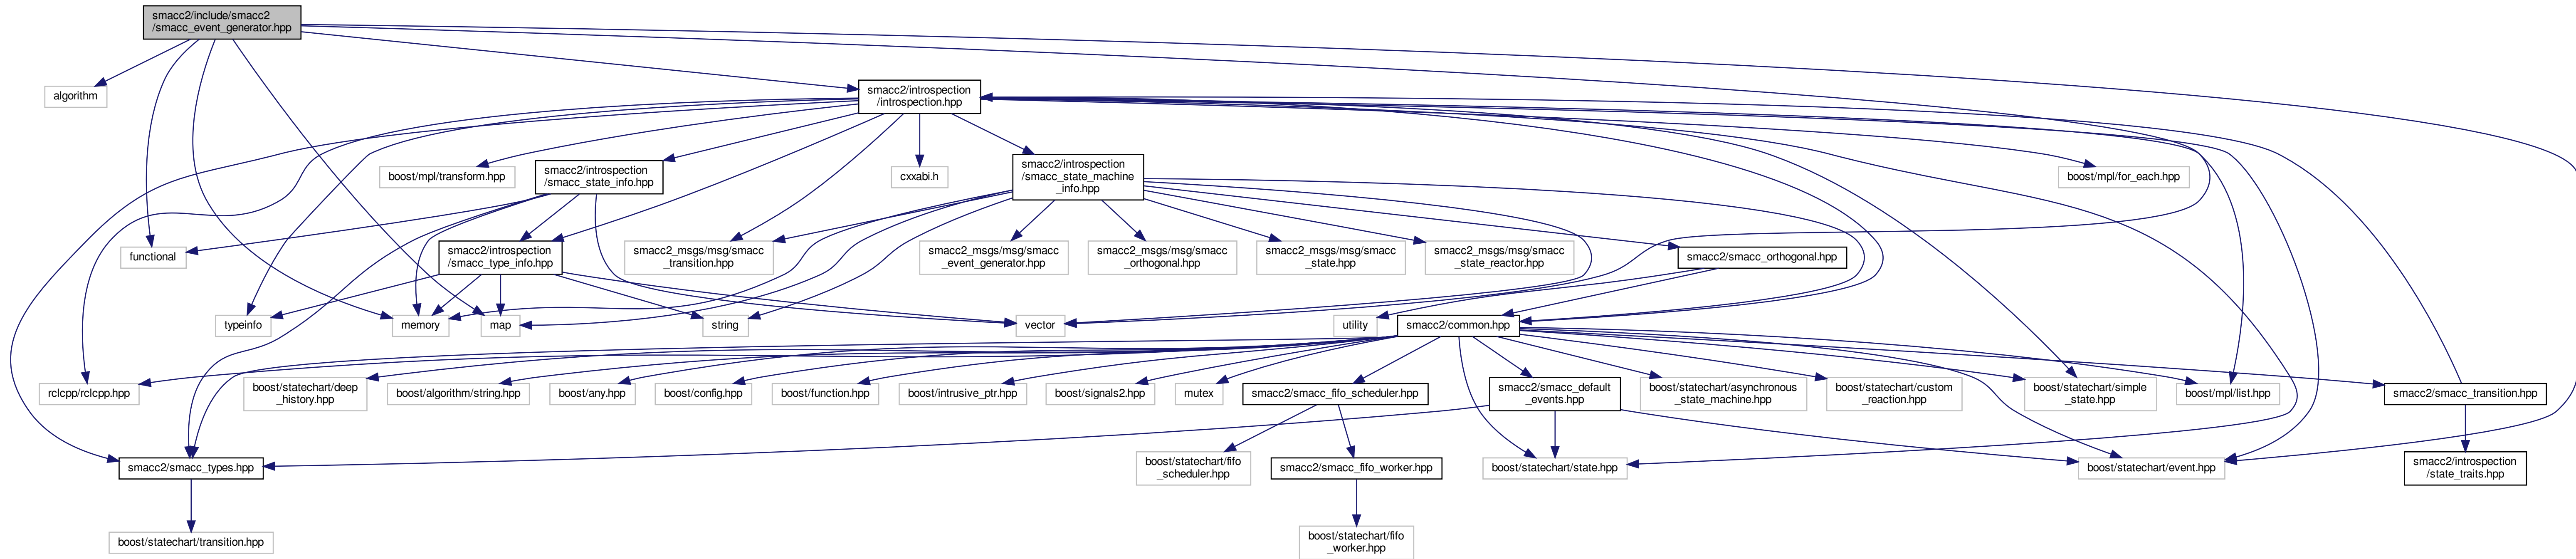 smacc2/include/smacc2
/smacc_event_generator.hpp
algorithm
smacc2/introspection
/introspection.hpp
boost/mpl/transform.hpp
smacc2/introspection
/smacc_state_info.hpp
cxxabi.h
smacc2/introspection
/smacc_state_machine
_info.hpp
boost/mpl/for_each.hpp
functional
smacc2/introspection
/smacc_type_info.hpp
smacc2_msgs/msg/smacc
_transition.hpp
smacc2_msgs/msg/smacc
_event_generator.hpp
smacc2_msgs/msg/smacc
_orthogonal.hpp
smacc2_msgs/msg/smacc
_state.hpp
smacc2_msgs/msg/smacc
_state_reactor.hpp
smacc2/smacc_orthogonal.hpp
typeinfo
memory
map
string
vector
utility
smacc2/common.hpp
rclcpp/rclcpp.hpp
boost/statechart/deep
_history.hpp
boost/algorithm/string.hpp
boost/any.hpp
boost/config.hpp
boost/function.hpp
boost/intrusive_ptr.hpp
boost/signals2.hpp
mutex
smacc2/smacc_fifo_scheduler.hpp
smacc2/smacc_default
_events.hpp
boost/statechart/asynchronous
_state_machine.hpp
boost/statechart/custom
_reaction.hpp
boost/statechart/simple
_state.hpp
boost/mpl/list.hpp
smacc2/smacc_transition.hpp
smacc2/smacc_types.hpp
boost/statechart/fifo
_scheduler.hpp
smacc2/smacc_fifo_worker.hpp
boost/statechart/state.hpp
boost/statechart/event.hpp
smacc2/introspection
/state_traits.hpp
boost/statechart/transition.hpp
boost/statechart/fifo
_worker.hpp